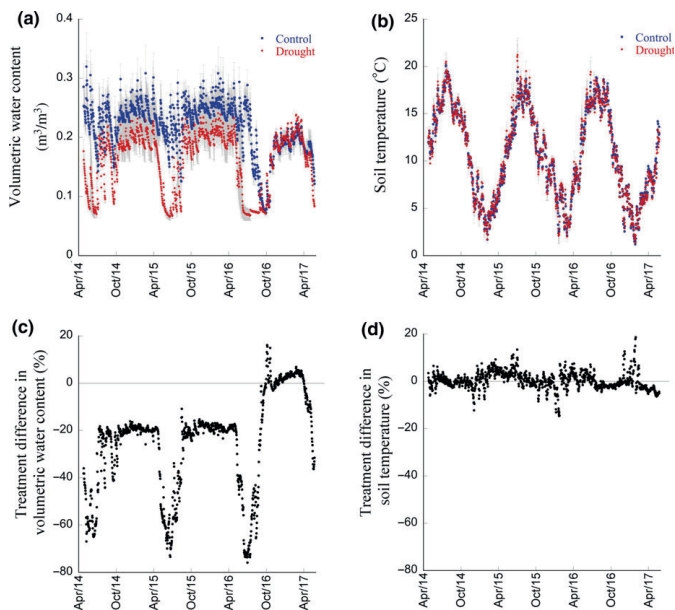 (a)
Control
Drought
Volumetric water content
(m³/m³)
0.4
0.3
0.2
0.1
0
Apr/14
Oct/14
Apr/15
Oct/15
Apr/16
Oct/16
Apr/17
(b)
Control
Drought
Soil temperature (°C)
25
20
15
10
5
0
Apr/14
Oct/14
Apr/15
Oct/15
Apr/16
Oct/16
Apr/17
(c)
Treatment difference in
volumetric water content (%)
20
0
−20
−40
−60
−80
Apr/14
Oct/14
Apr/15
Oct/15
Apr/16
Oct/16
Apr/17
(d)
Treatment difference in
soil temperature (%)
20
0
−20
−40
−60
−80
Apr/14
Oct/14
Apr/15
Oct/15
Apr/16
Oct/16
Apr/17